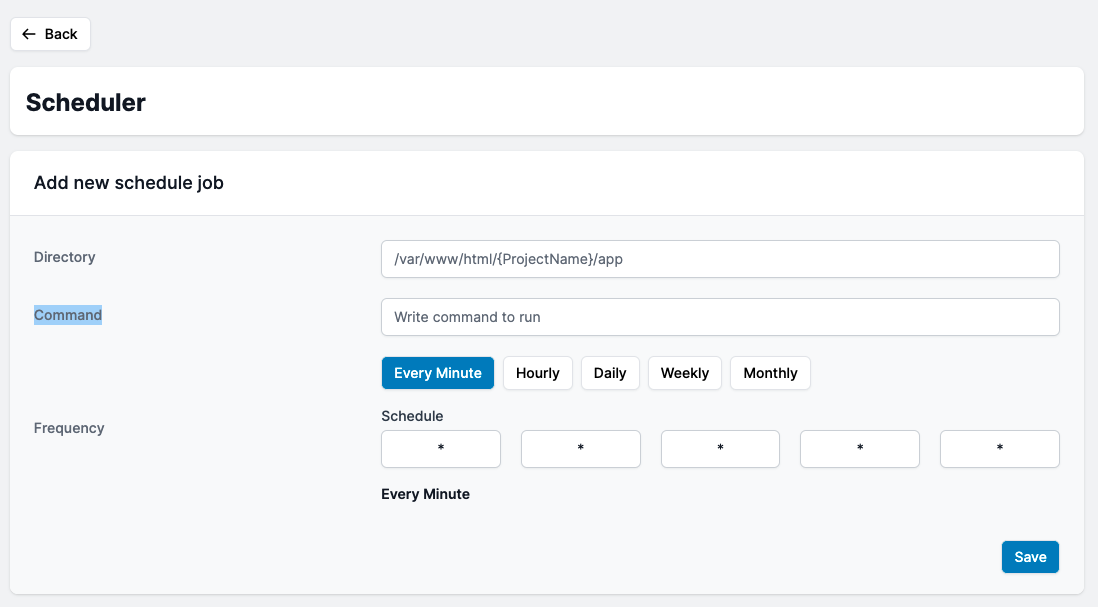 Back
Scheduler
Add new schedule job
Directory
/var/www/html/{ProjectName}/app
Command
Write command to run
Every Minute Hourly Daily Weekly Monthly
Frequency
Schedule
* * * * *
Every Minute
Save